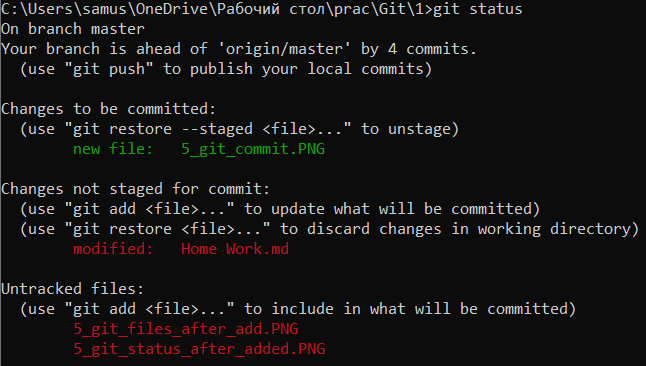 C:\Users\samus\OneDrive\Рабочий стол\prac\Git\1>git status
On branch master
Your branch is ahead of 'origin/master' by 4 commits.
  (use "git push" to publish your local commits)

Changes to be committed:
  (use "git restore --staged <file>..." to unstage)
        new file:   5_git_commit.PNG

Changes not staged for commit:
  (use "git add <file>..." to update what will be committed)
  (use "git restore <file>..." to discard changes in working directory)
        modified:   Home Work.md

Untracked files:
  (use "git add <file>..." to include in what will be committed)
        5_git_files_after_add.PNG
        5_git_status_after_added.PNG